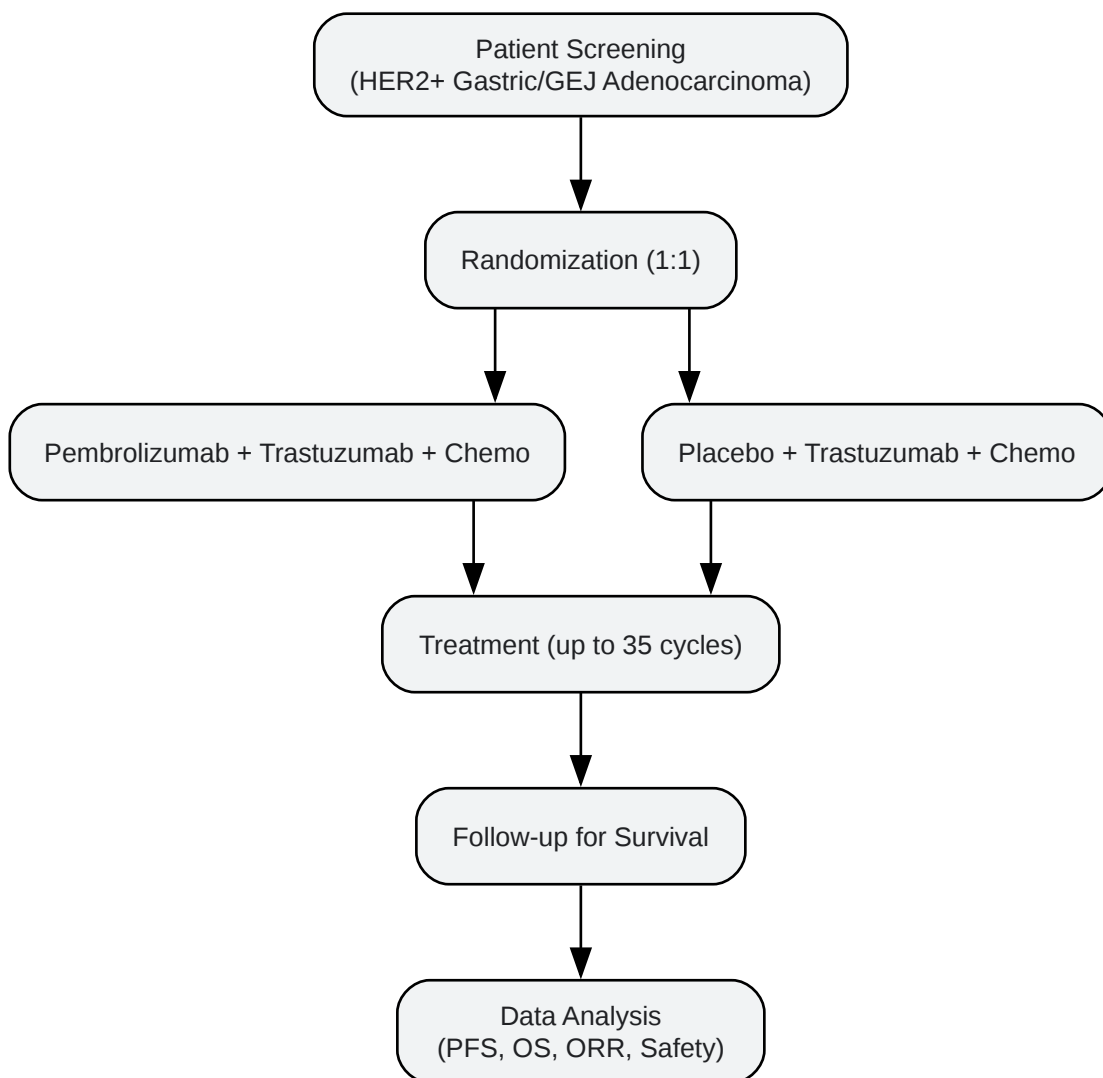 Patient Screening
(HER2+ Gastric/GEJ Adenocarcinoma)
Randomization (1:1)
Pembrolizumab + Trastuzumab + Chemo
Placebo + Trastuzumab + Chemo
Treatment (up to 35 cycles)
Follow-up for Survival
Data Analysis
(PFS, OS, ORR, Safety)